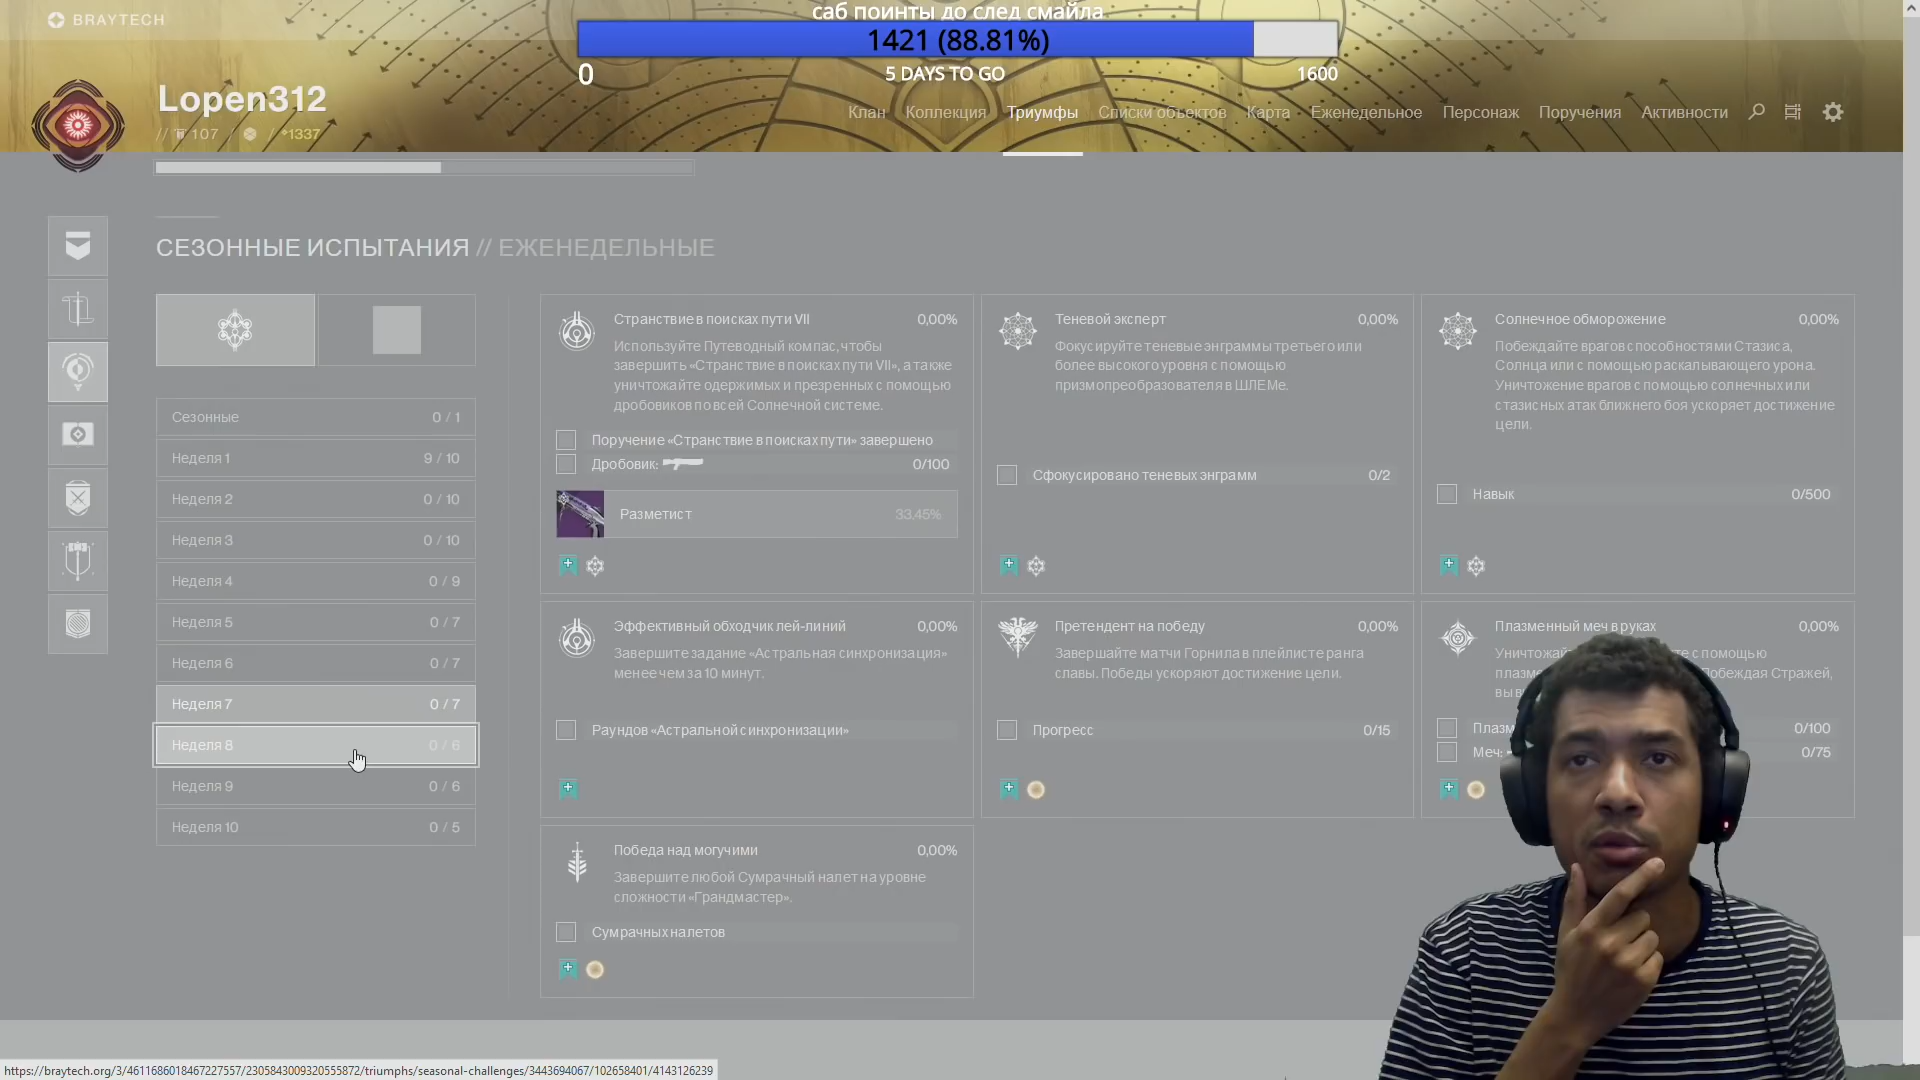 BRAYTECH
саб поинты до след смайла
1421 (88.81%)
0
5 DAYS TO GO
1600
Lopen312
// 107 / / +1337
Клан
Коллекция
Триумфы
Списки объектов
Карта
Еженедельное
Персонаж
Поручения
Активности
СЕЗОННЫЕ ИСПЫТАНИЯ // ЕЖЕНЕДЕЛЬНЫЕ
Сезонные 0 / 1
Неделя 1 9 / 10
Неделя 2 0 / 10
Неделя 3 0 / 10
Неделя 4 0 / 9
Неделя 5 0 / 7
Неделя 6 0 / 7
Неделя 7 0 / 7
Неделя 8 0 / 6
Неделя 9 0 / 6
Неделя 10 0 / 5
Странствие в поисках пути VII 0,00%
Используйте Путеводный компас, чтобы
завершить «Странствие в поисках пути VII», а также
уничтожайте одержимых и презренных с помощью
дробовиков по всей Солнечной системе.
Поручение «Странствие в поисках пути» завершено
Дробовик: 0/100
Разметист 33.45%
Теневой эксперт 0,00%
Фокусируйте теневые энграммы третьего или
более высокого уровня с помощью
призмопреобразователя в ШЛЕМе.
Сфокусировано теневых энграмм 0/2
Солнечное обморожение 0,00%
Побеждайте врагов способностями Стазиса,
Солнца или с помощью раскалывающего урона.
Уничтожение врагов с помощью солнечных или
стазисных атак ближнего боя ускоряет достижение
цели.
Навык 0/500
Эффективный обходчик лей-линий 0,00%
Завершите задание «Астральная синхронизация»
менее чем за 10 минут.
Раундов «Астральной синхронизации»
Претендент на победу 0,00%
Завершайте матчи Горнила в плейлисте ранга
славы. Победы ускоряют достижение цели.
Прогресс 0/15
Плазменный меч в руках 0,00%
с помощью
Стражей,
0/100
Меч: 0/75
Победа над могучими 0,00%
Завершите любой Сумрачный налет на уровне
сложности «Грандмастер».
Сумрачных налетов
https://braytech.org/3/4611686018467227557/2305843009320555872/triumphs/seasonal-challenges/3443694067/102658401/4143126239